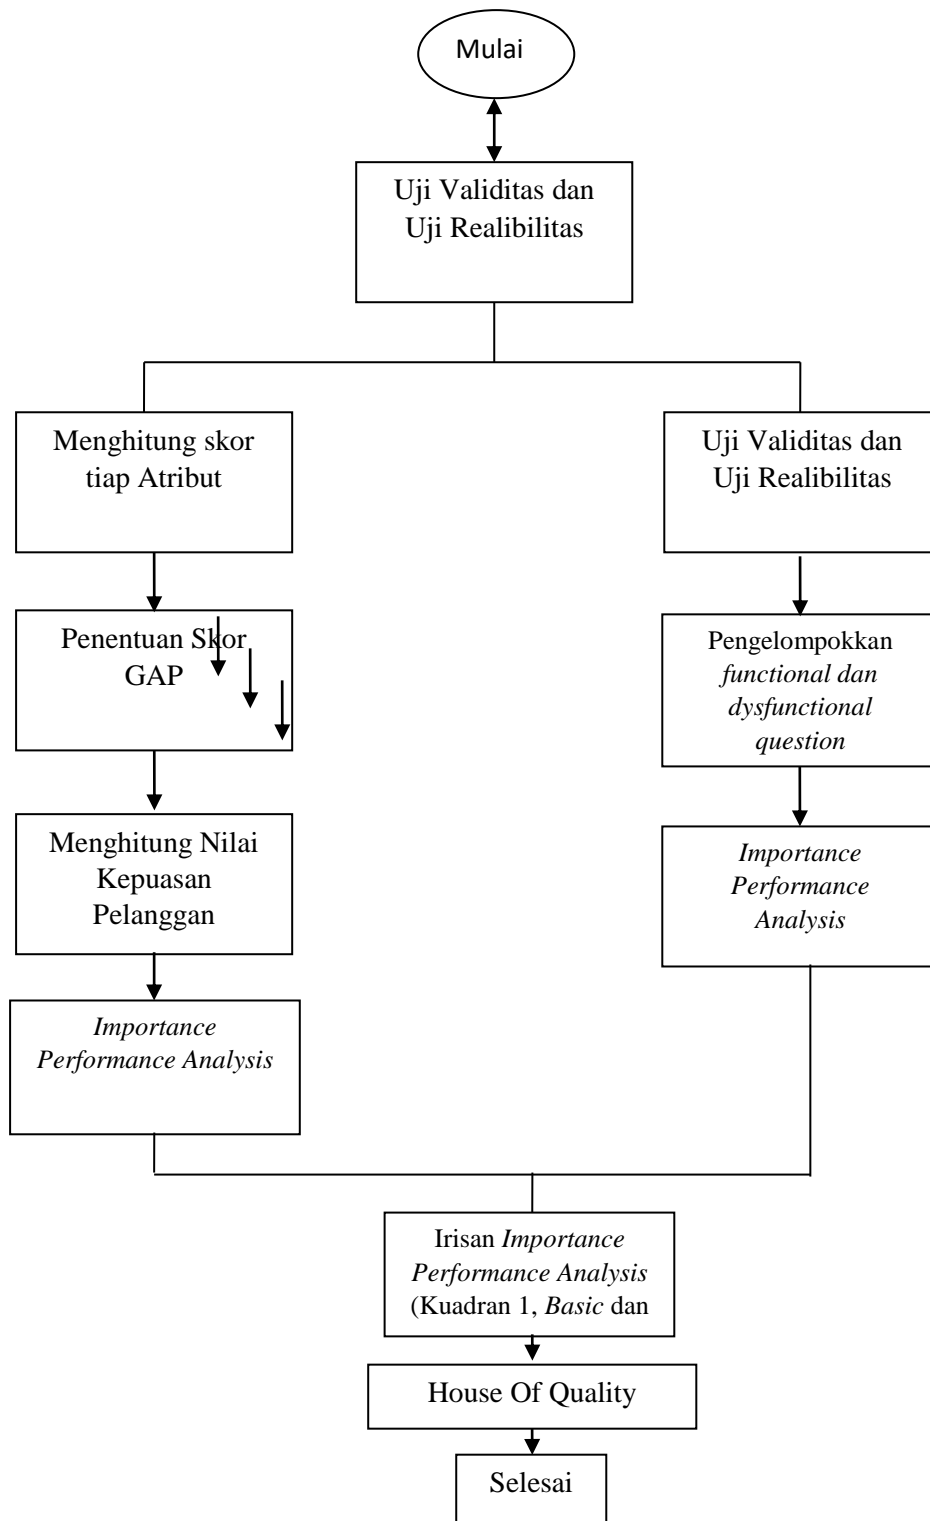 Mulai
Uji Validitas dan
Uji Realibilitas
Menghitung skor
tiap Atribut
Penentuan Skor
GAP
Menghitung Nilai
Kepuasan
Pelanggan
Importance
Performance Analysis
Uji Validitas dan
Uji Realibilitas
Pengelompokkan
functional dan
dysfunctional
question
Importance
Performance
Analysis
Irisan Importance
Performance Analysis
(Kuadran 1, Basic dan
House Of Quality
Selesai